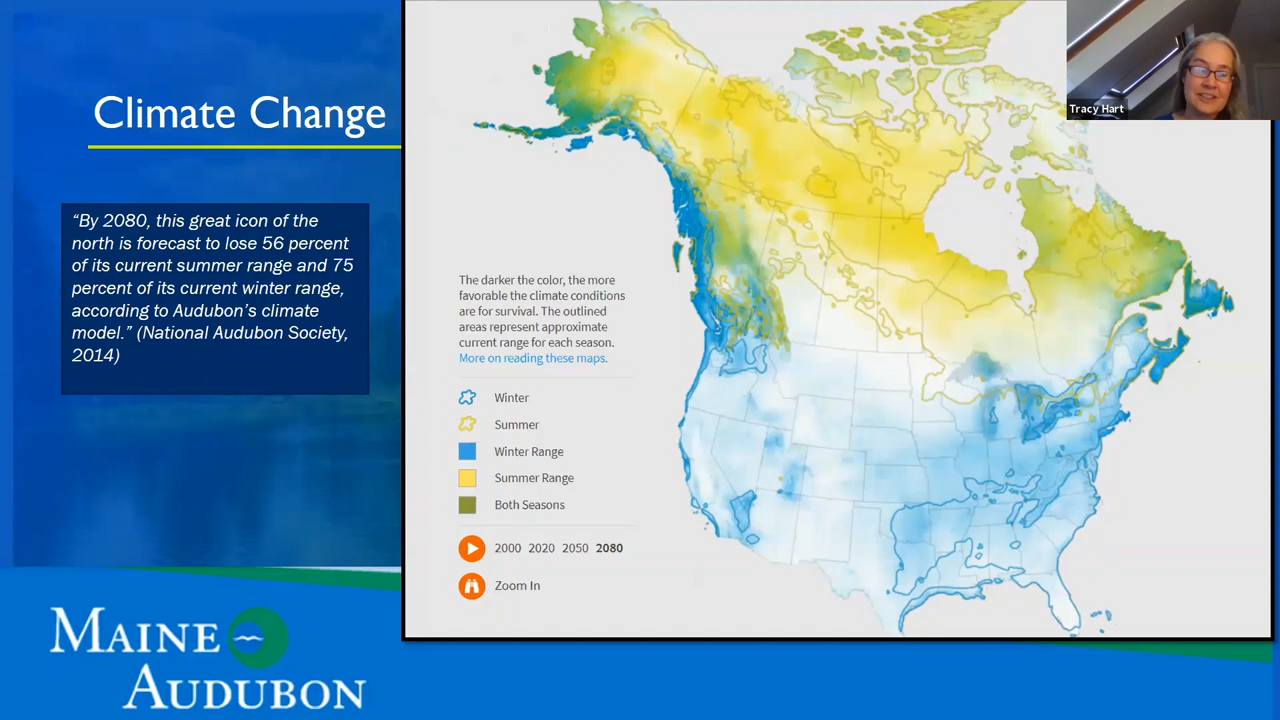 Climate Change
“By 2080, this great icon of the
north is forecast to lose 56 percent
of its current summer range and 75
percent of its current winter range,
according to Audubon’s climate
model.” (National Audubon Society,
2014)
The darker the color, the more
favorable the climate conditions
are for survival. The outlined
areas represent approximate
current range for each season.
More on reading these maps.
Winter
Summer
Winter Range
Summer Range
Both Seasons
2000 2020 2050 2080
Zoom In
Tracy Hart
MAINE
AUDUBON